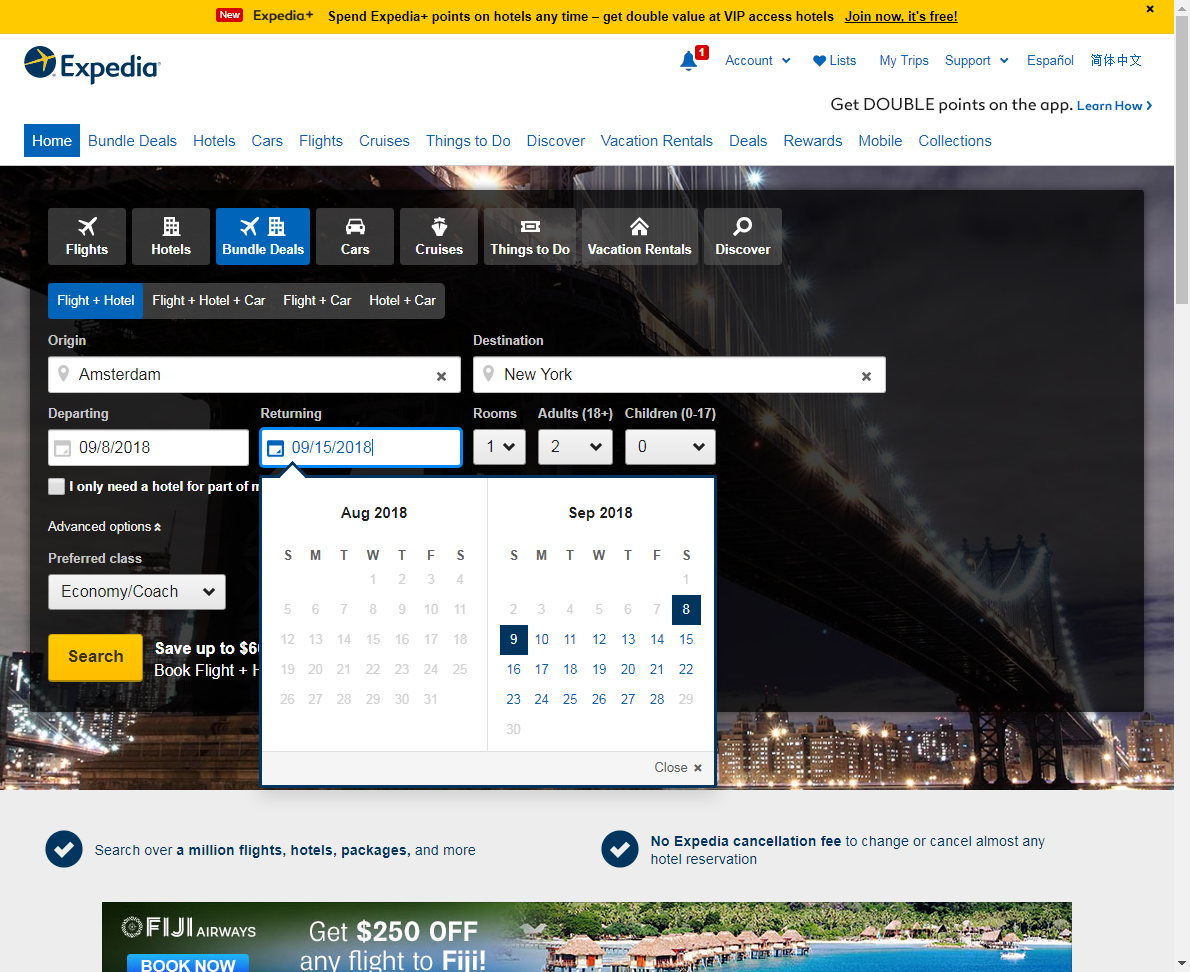 New Expedia+ Spend Expedia+ points on hotels any time – get double value at VIP access hotels Join now, it's free!
Expedia
1
Account Lists My Trips Support Español 简体中文
Get DOUBLE points on the app. Learn How
Home Bundle Deals Hotels Cars Flights Cruises Things to Do Discover Vacation Rentals Deals Rewards Mobile Collections
Flights Hotels Bundle Deals Cars Cruises Things to Do Vacation Rentals Discover
Flight + Hotel Flight + Hotel + Car Flight + Car Hotel + Car
Origin Destination
Amsterdam New York
Departing Returning Rooms Adults (18+) Children (0-17)
09/8/2018 09/15/2018 1 2 0
I only need a hotel for part of
Advanced options
Preferred class
Economy/Coach
Search
Save up to
Book Flight +
Aug 2018
S M T W T F S
1 2 3 4
5 6 7 8 9 10 11
12 13 14 15 16 17 18
19 20 21 22 23 24 25
26 27 28 29 30 31
Sep 2018
S M T W T F S
1
2 3 4 5 6 7 8
9 10 11 12 13 14 15
16 17 18 19 20 21 22
23 24 25 26 27 28 29
30
Close
Search over a million flights, hotels, packages, and more
No Expedia cancellation fee to change or cancel almost any
hotel reservation
FIJI AIRWAYS
BOOK NOW
Get $250 OFF
any flight to Fiji!